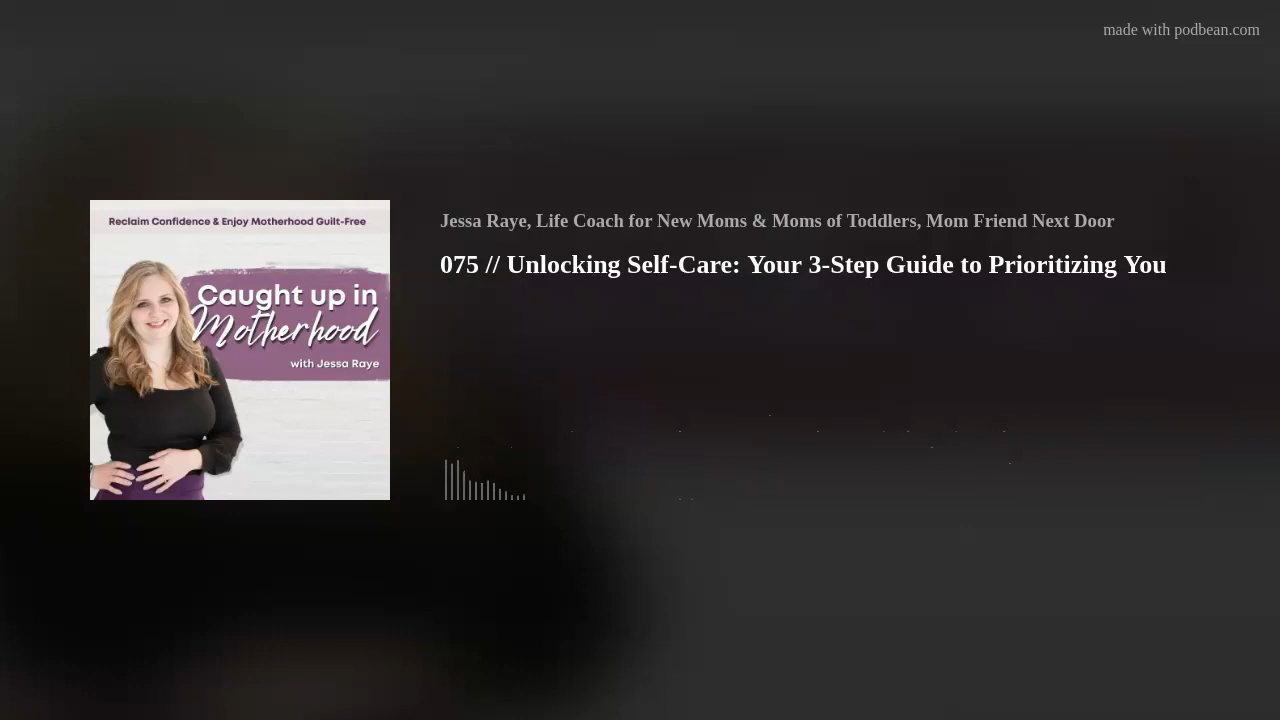 made with podbean.com
Reclaim Confidence & Enjoy Motherhood Guilt-Free
Caught up in
Motherhood
with Jessa Raye
Jessa Raye, Life Coach for New Moms & Moms of Toddlers, Mom Friend Next Door
075 // Unlocking Self-Care: Your 3-Step Guide to Prioritizing You